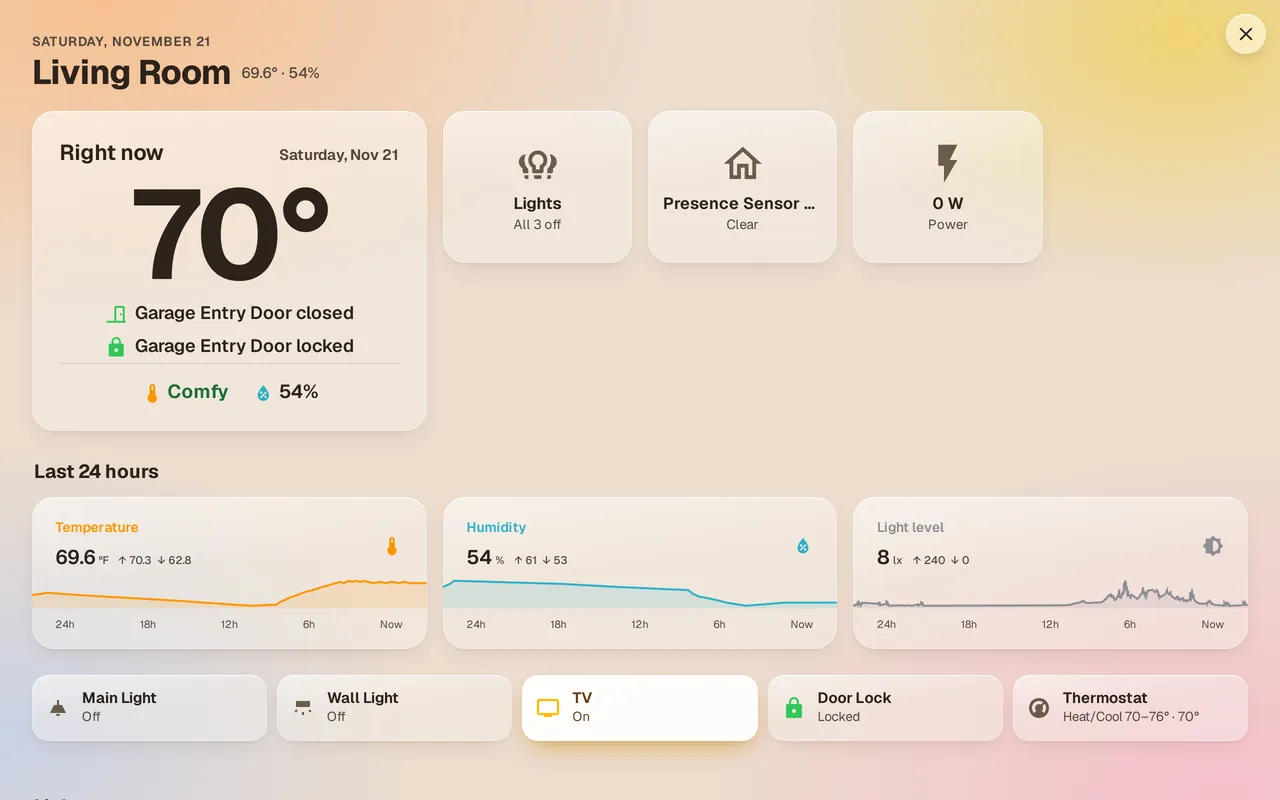 SATURDAY, NOVEMBER 21
Living Room 69.6° · 54%
Right now Saturday, Nov 21
70°
Garage Entry Door closed
Garage Entry Door locked
Comfy 54%
Lights
All 3 off
Presence Sensor ...
Clear
0 W
Power
Last 24 hours
Temperature
69.6 °F ↑ 70.3 ↓ 62.8
24h 18h 12h 6h Now
Humidity
54 % ↑ 61 ↓ 53
24h 18h 12h 6h Now
Light level
8 lx ↑ 240 ↓ 0
24h 18h 12h 6h Now
Main Light
Off
Wall Light
Off
TV
On
Door Lock
Locked
Thermostat
Heat/Cool 70–76° · 70°